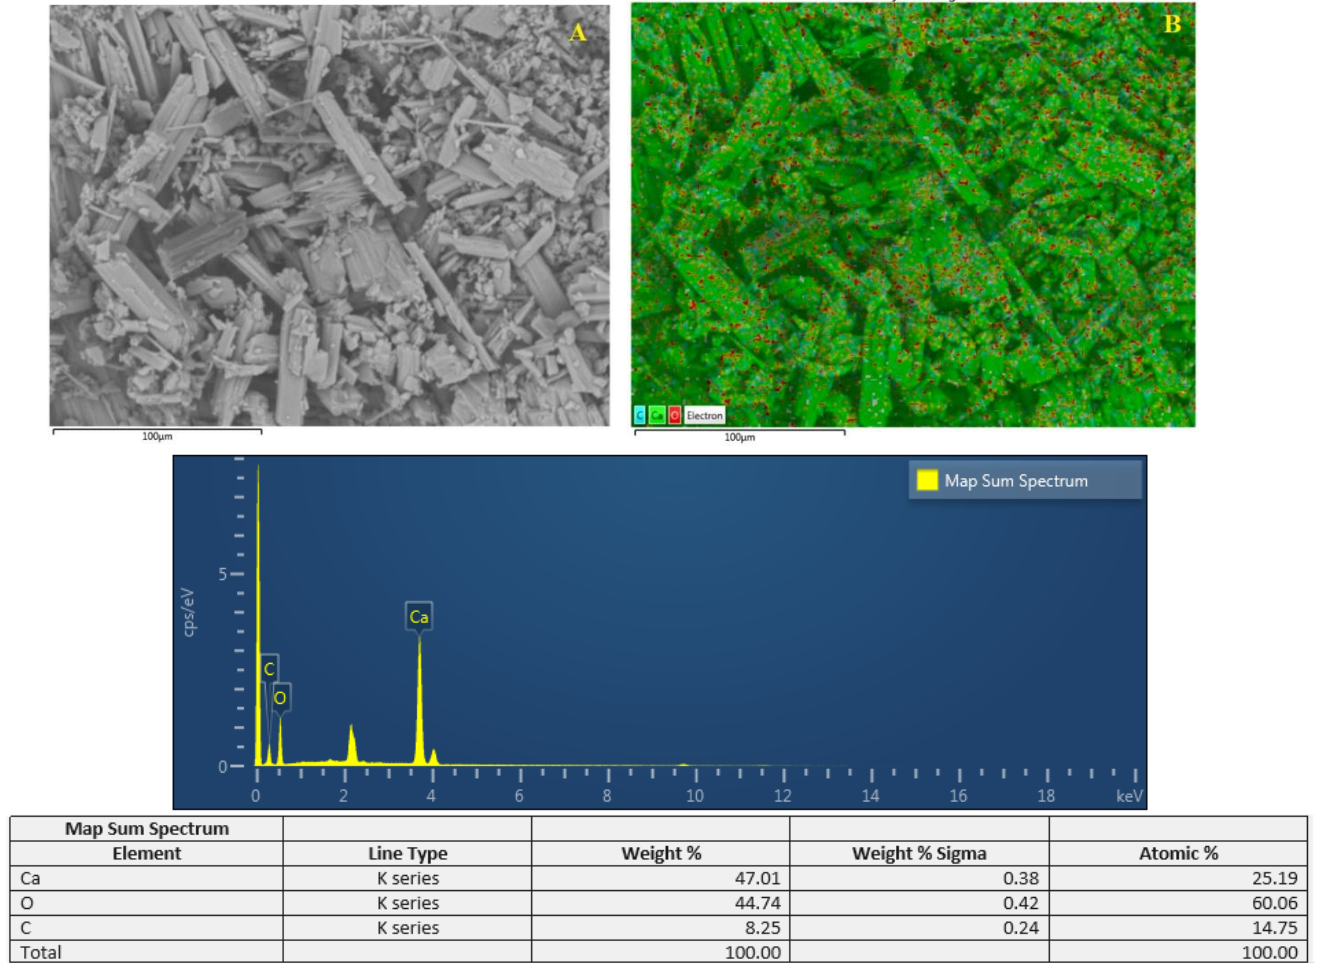 A
B
C Ca O Electron
100μm
100μm
Map Sum Spectrum
5
cps/eV
Ca
C
O
0
0 2 4 6 8 10 12 14 16 18 keV
Map Sum Spectrum
Element Line Type Weight % Weight % Sigma Atomic %
Ca K series 47.01 0.38 25.19
O K series 44.74 0.42 60.06
C K series 8.25 0.24 14.75
Total 100.00 100.00